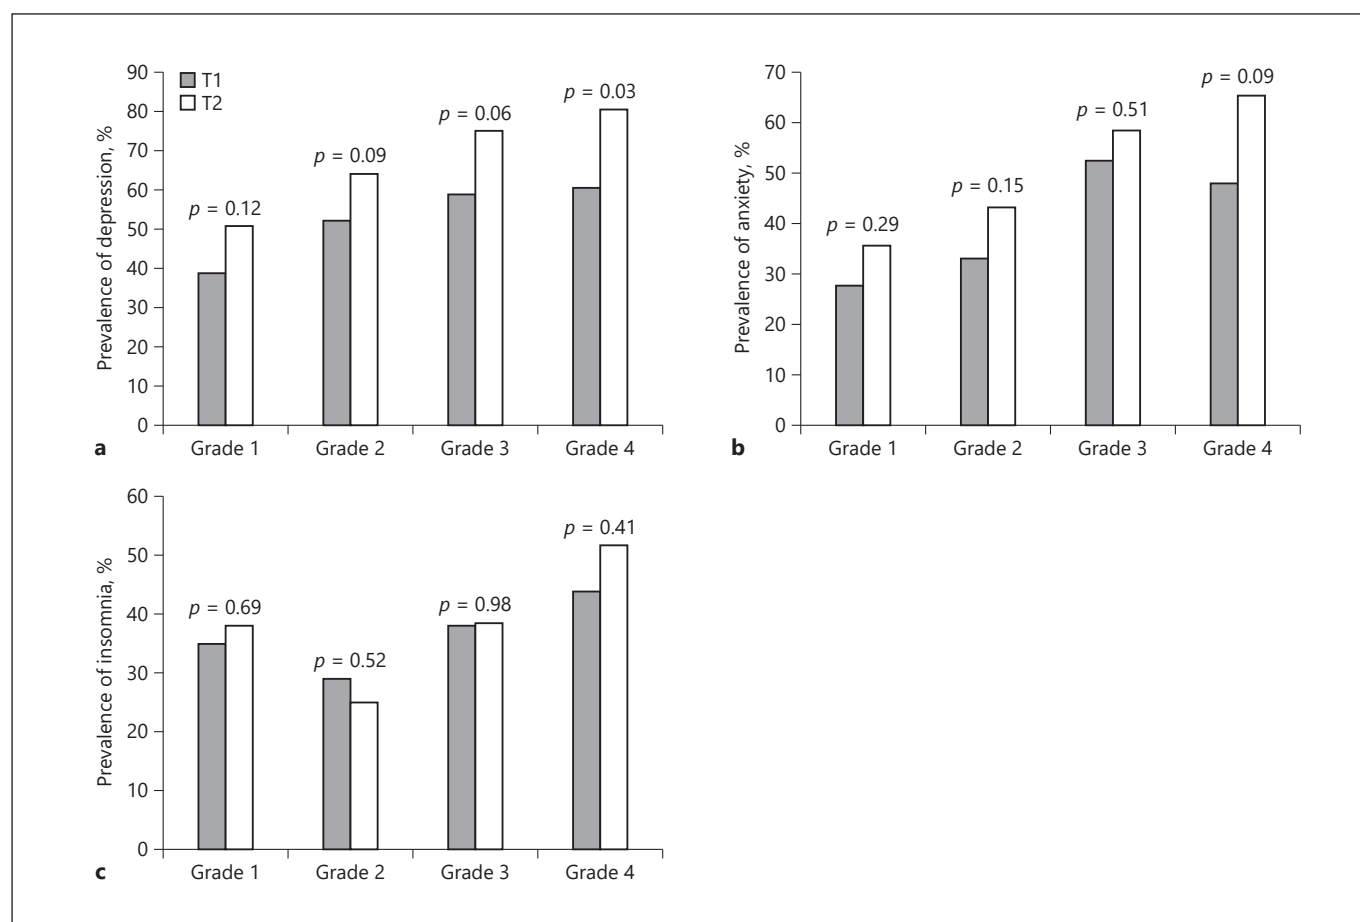 T1
T2
Prevalence of depression, %
90
80
70
60
50
40
30
20
10
0
p = 0.12
p = 0.09
p = 0.06
p = 0.03
Grade 1
Grade 2
Grade 3
Grade 4
a
Prevalence of anxiety, %
70
60
50
40
30
20
10
0
p = 0.29
p = 0.15
p = 0.51
p = 0.09
Grade 1
Grade 2
Grade 3
Grade 4
b
Prevalence of insomnia, %
60
50
40
30
20
10
0
p = 0.69
p = 0.52
p = 0.98
p = 0.41
Grade 1
Grade 2
Grade 3
Grade 4
c